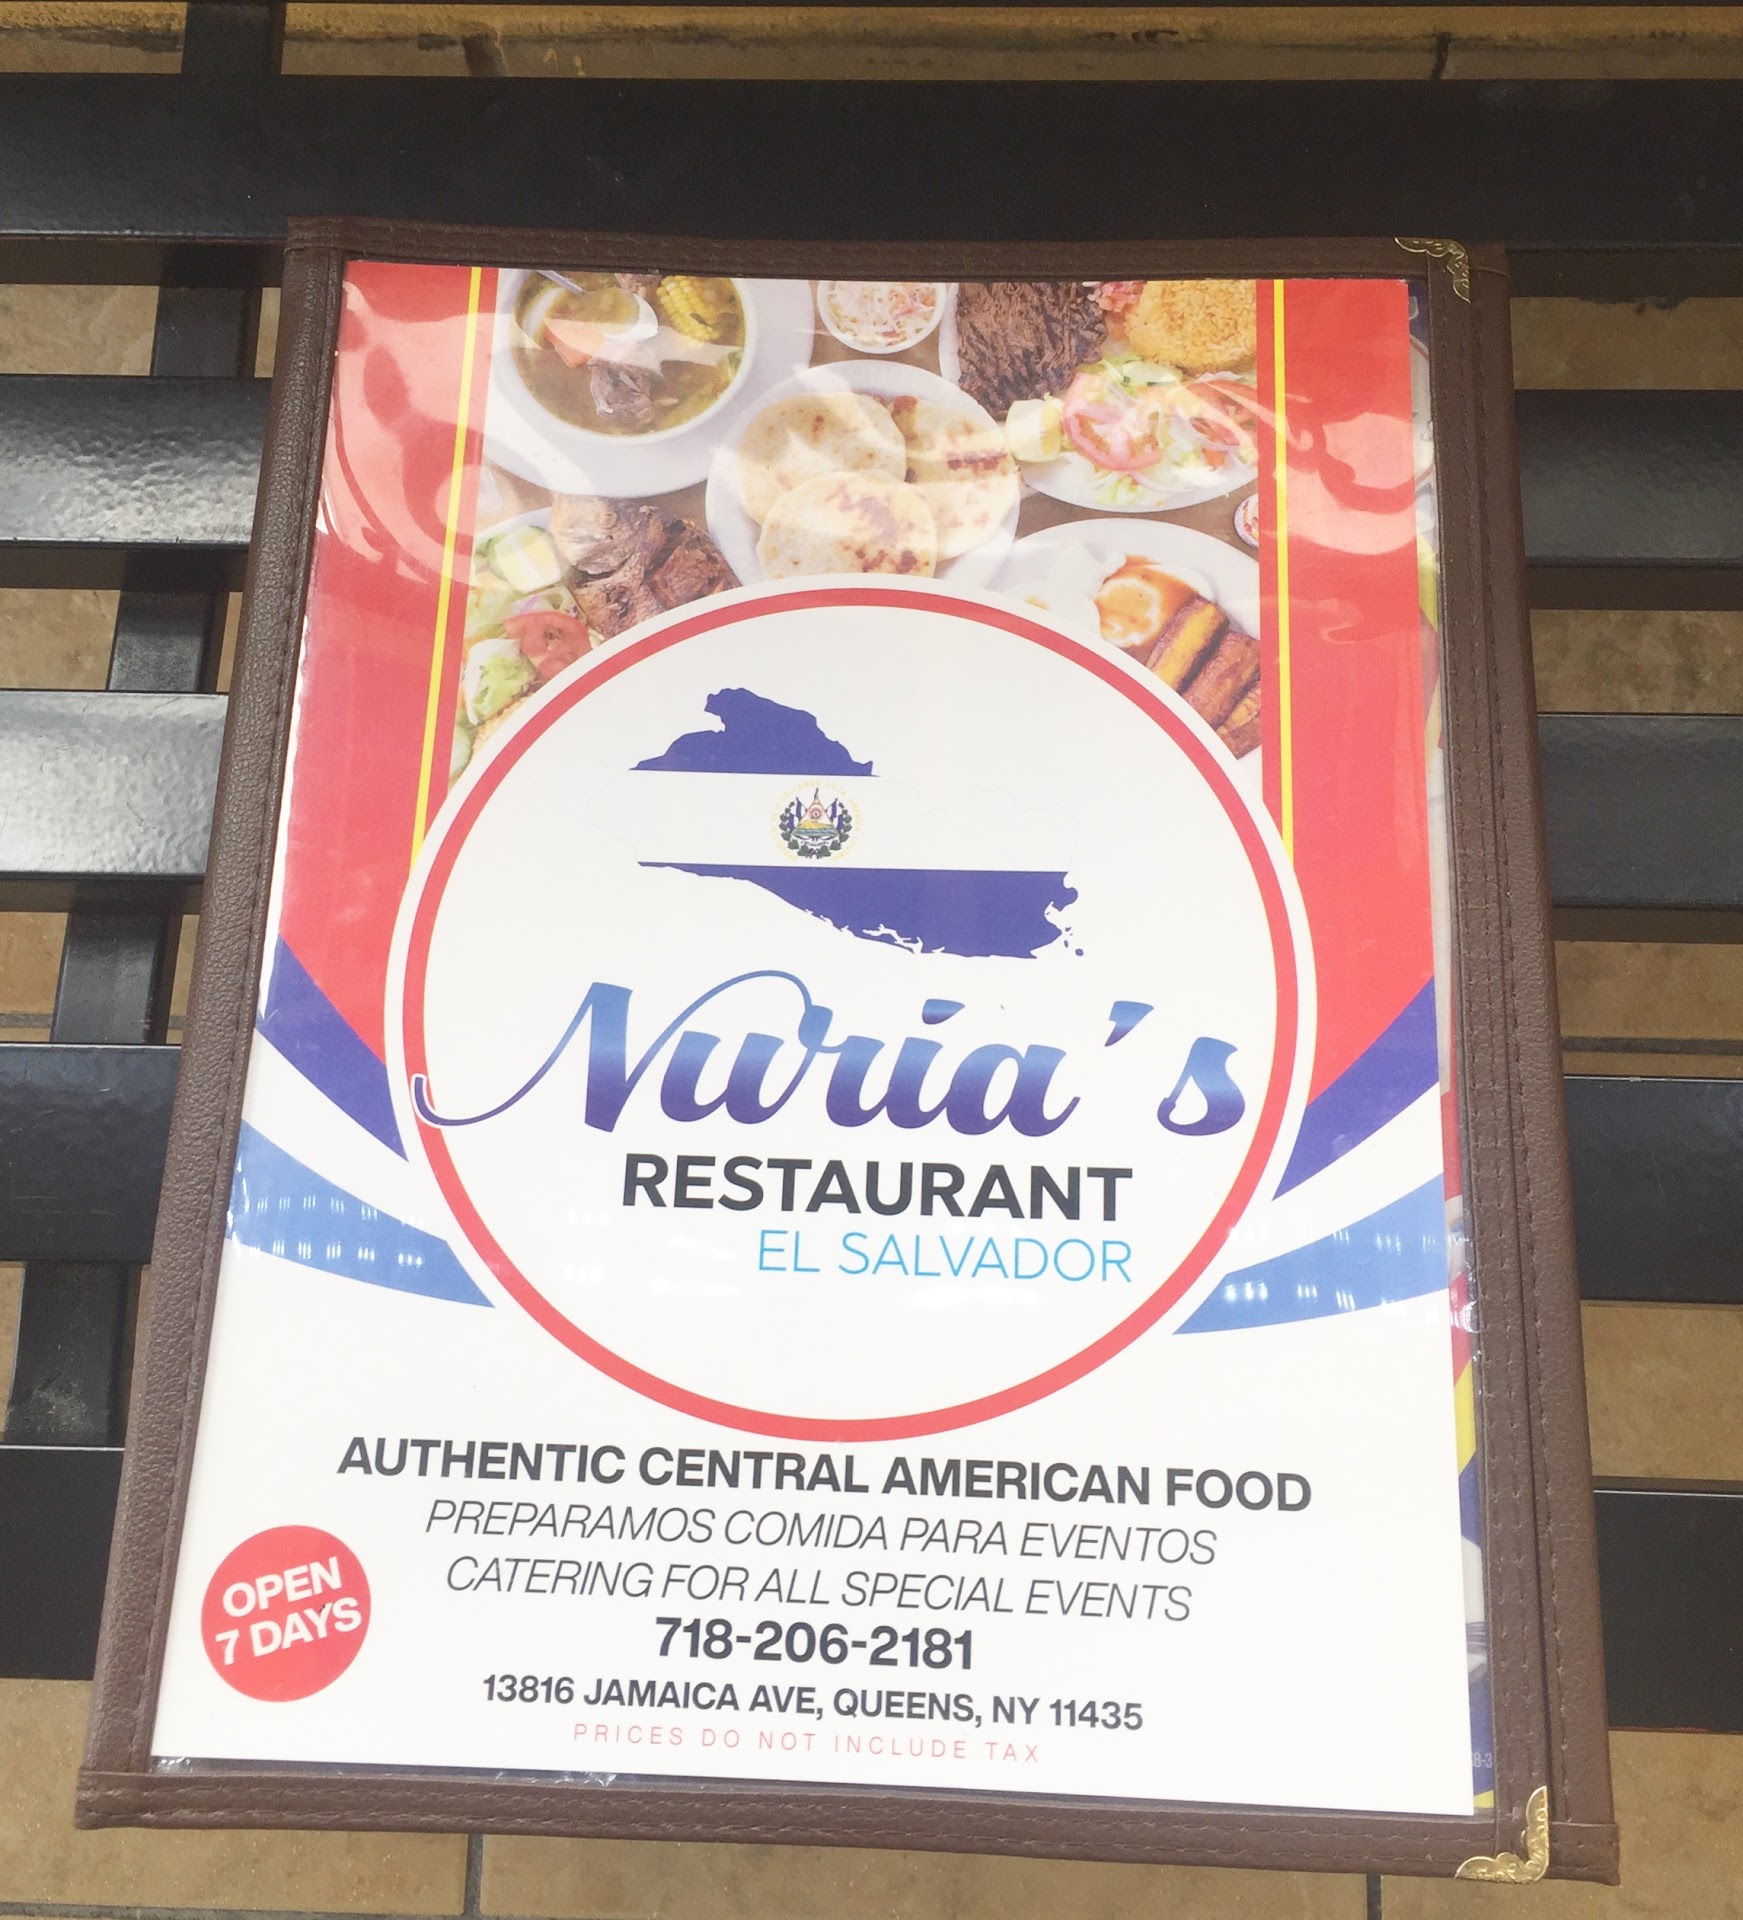 Nuria's
RESTAURANT
EL SALVADOR
AUTHENTIC CENTRAL AMERICAN FOOD
PREPARAMOS COMIDA PARA EVENTOS
CATERING FOR ALL SPECIAL EVENTS
OPEN
7 DAYS
718-206-2181
13816 JAMAICA AVE, QUEENS, NY 11435
PRICES DO NOT INCLUDE TAX